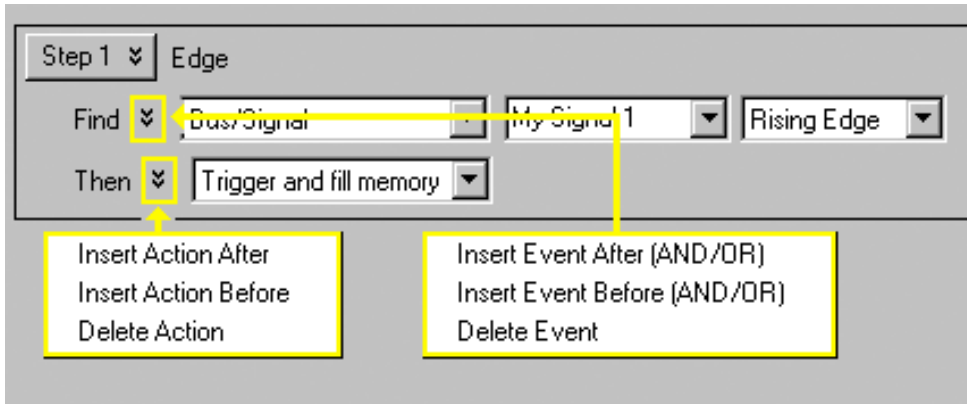 Step 1 Edge
Find Bus/Signal My Signal 1 Rising Edge
Then Trigger and fill memory
Insert Action After
Insert Action Before
Delete Action
Insert Event After (AND/OR)
Insert Event Before (AND/OR)
Delete Event